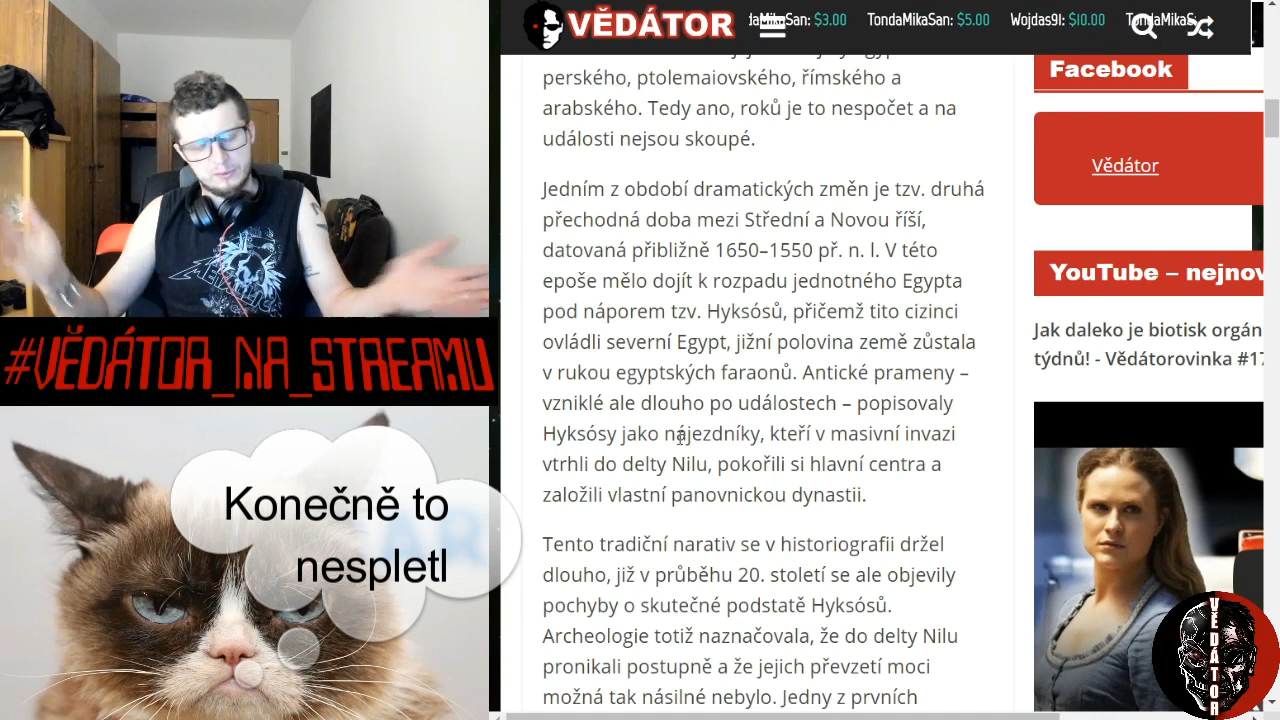 VĚDÁTOR
daMikaSan: $3.00 TondaMikaSan: $5.00 Wojdas91: $10.00 TondaMikaS
perského, ptolemaiovského, římského a
arabského. Tedy ano, roků je to nespočet a na
události nejsou skoupé.
Jedním z období dramatických změn je tzv. druhá
přechodná doba mezi Střední a Novou říší,
datovaná přibližně 1650–1550 př. n. l. V této
epoše mělo dojít k rozpadu jednotného Egypta
pod náporem tzv. Hyksósů, přičemž tito cizinci
ovládli severní Egypt, jižní polovina země zůstala
v rukou egyptských faraonů. Antické prameny –
vzniklé ale dlouho po událostech – popisovaly
Hyksósy jako nájezdníky, kteří v masivní invazi
vtrhli do delty Nilu, pokořili si hlavní centra a
založili vlastní panovnickou dynastii.
Tento tradiční narativ se v historiografii držel
dlouho, již v průběhu 20. století se ale objevily
pochyby o skutečné podstatě Hyksósů.
Archeologie totiž naznačovala, že do delty Nilu
pronikali postupně a že jejich převzetí moci
možná tak násilné nebylo. Jedny z prvních
Facebook
Vědátor
YouTube – nejnov
Jak daleko je biotisk orgán
týdnů! - Vědátorovinka #17
#VĚDÁTOR_NA_STREAMU
Konečně to
nespletl
VĚDÁTOR